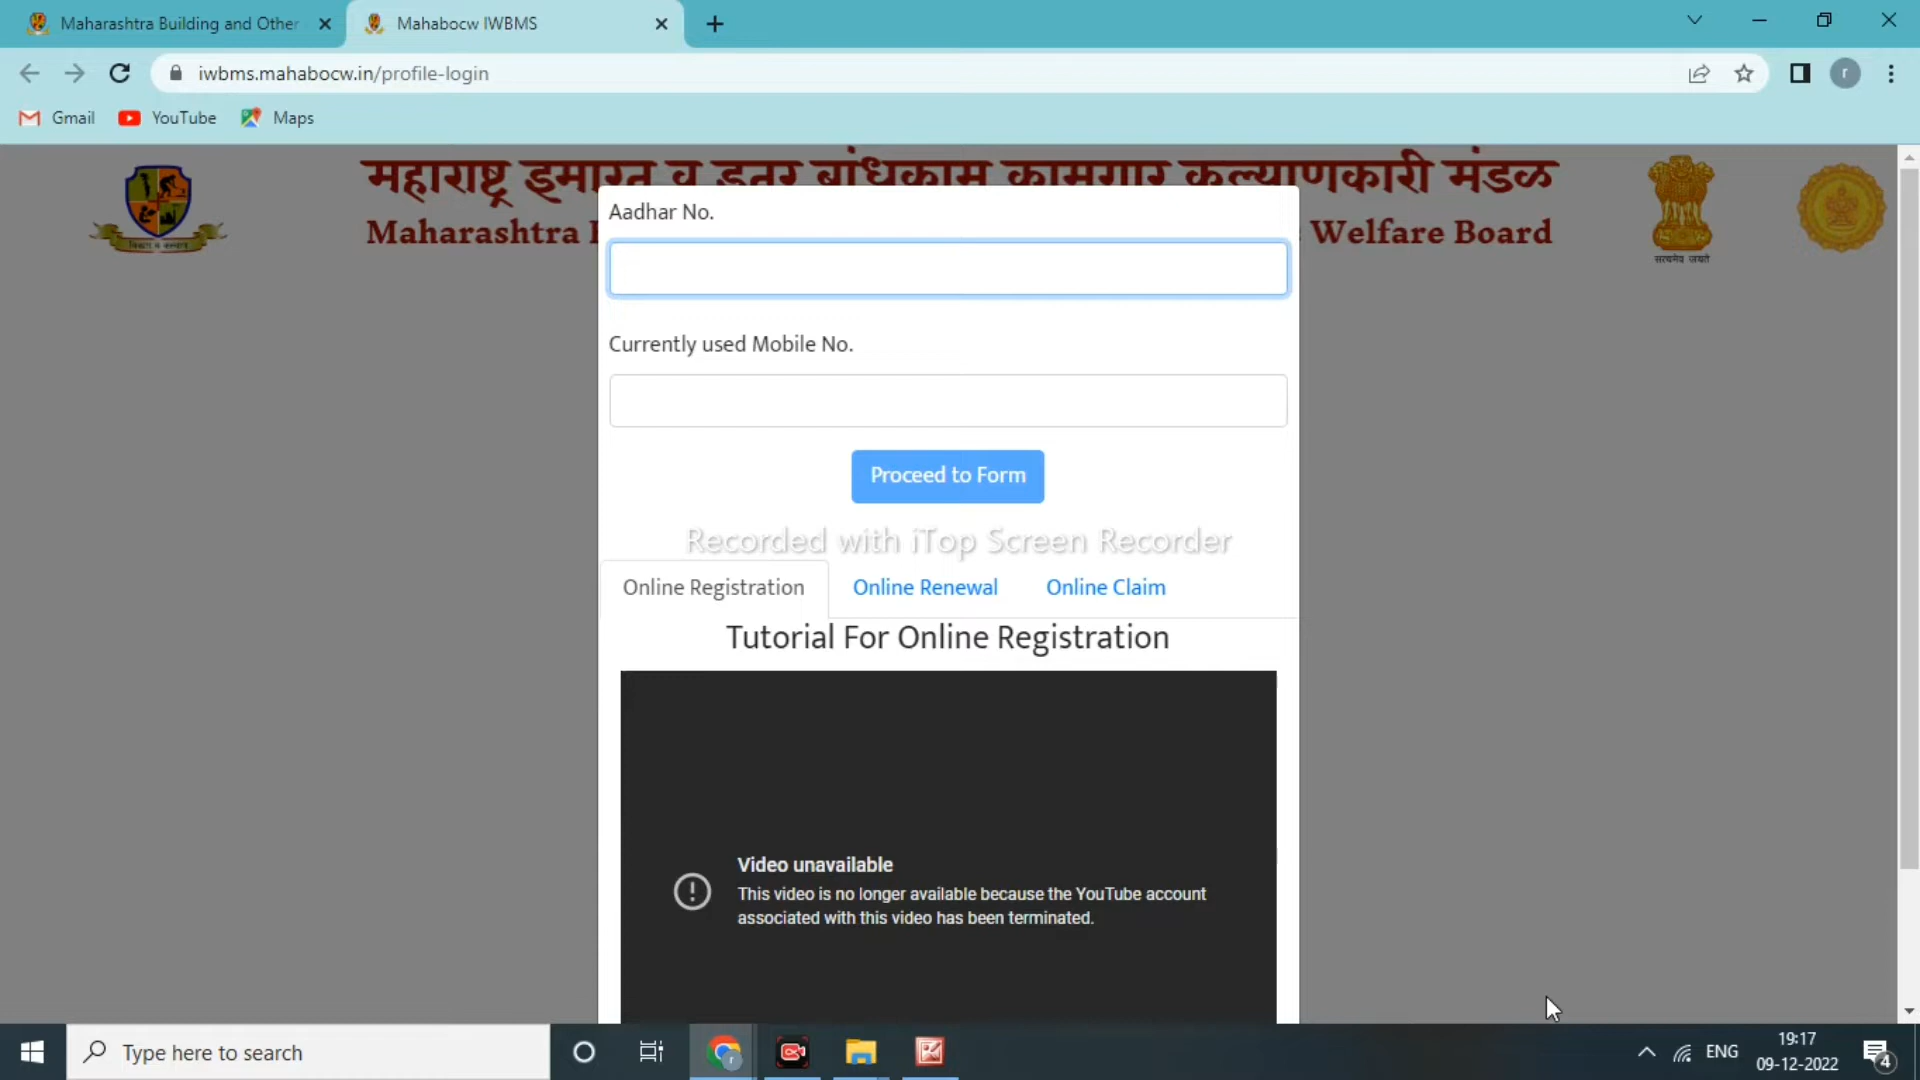 Maharashtra Building and Other
Mahabocw IWBMS
iwbms.mahabocw.in/profile-login
r
Gmail
YouTube
Maps
महाराष्ट्र इमारत व इतर बांधकाम कामगार कल्याणकारी मंडळ
Maharashtra
Welfare Board
सत्यमेव जयते
Aadhar No.
Currently used Mobile No.
Proceed to Form
Recorded with iTop Screen Recorder
Online Registration
Online Renewal
Online Claim
Tutorial For Online Registration
Video unavailable
This video is no longer available because the YouTube account
associated with this video has been terminated.
Type here to search
r
ENG
19:17
09-12-2022
4